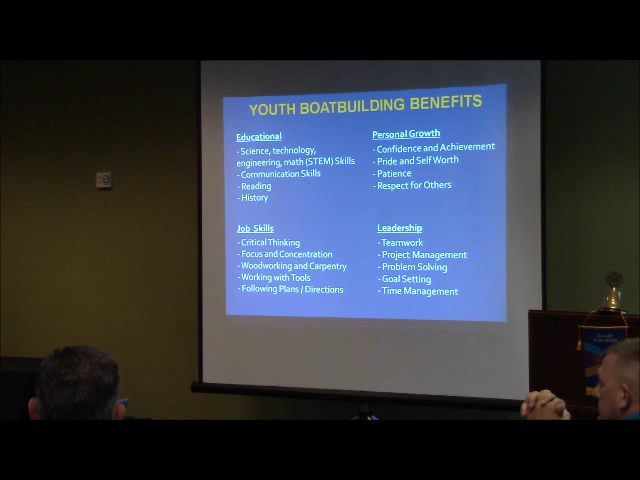 YOUTH BOATBUILDING BENEFITS
Educational
- Science, technology,
engineering, math (STEM) Skills
- Communication Skills
- Reading
- History
Personal Growth
- Confidence and Achievement
- Pride and Self Worth
- Patience
- Respect for Others
Job Skills
- Critical Thinking
- Focus and Concentration
- Woodworking and Carpentry
- Working with Tools
- Following Plans / Directions
Leadership
- Teamwork
- Project Management
- Problem Solving
- Goal Setting
- Time Management